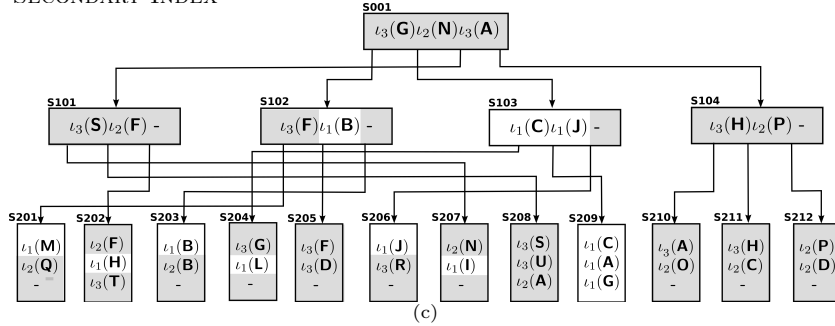 SECONDARY INDEX
S001
ι₃(G)ι₂(N)ι₃(A)
S101 S102 S103 S104
ι₃(S)ι₂(F) - ι₃(F)ι₁(B) - ι₁(C)ι₁(J) - ι₃(H)ι₂(P) -
S201 S202 S203 S204 S205 S206 S207 S208 S209 S210 S211 S212
ι₁(M) ι₂(F) ι₁(B) ι₃(G) ι₃(F) ι₁(J) ι₂(N) ι₃(S) ι₁(C) ι₃(A) ι₃(H) ι₂(P)
ι₂(Q) ι₁(H) ι₂(B) ι₁(L) ι₃(D) ι₃(R) ι₁(I) ι₃(U) ι₁(A) ι₂(O) ι₂(C) ι₂(D)
- ι₃(T) - - - - - ι₂(A) ι₁(G) - - -
(c)